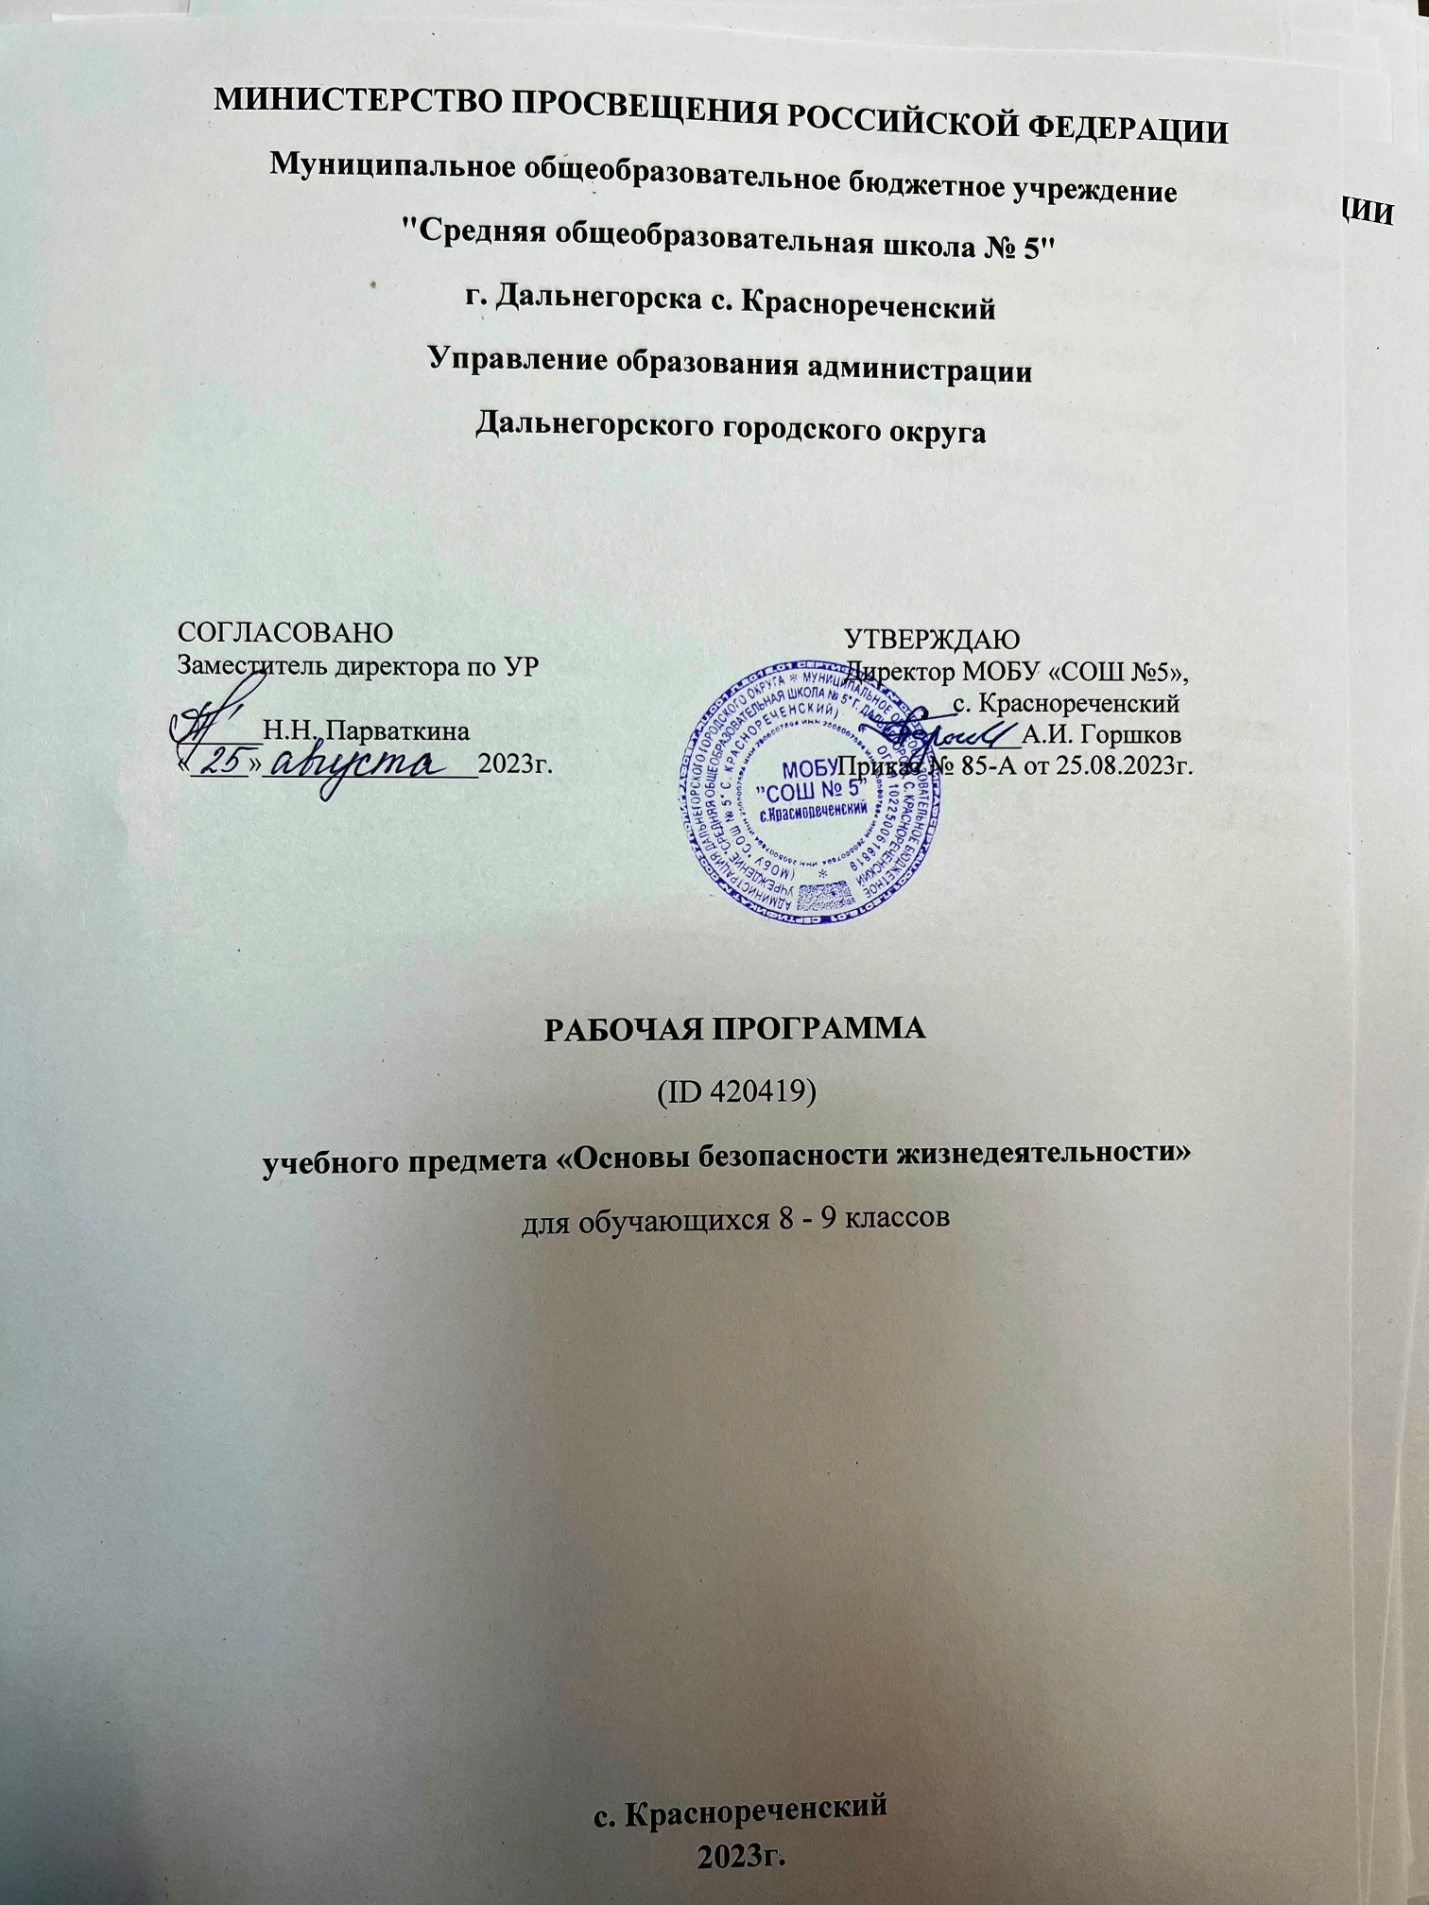 МИНИСТЕРСТВО ПРОСВЕЩЕНИЯ РОССИЙСКОЙ ФЕДЕРАЦИИ
Муниципальное общеобразовательное бюджетное учреждение
ЦИИ
"Средняя общеобразовательная школа № 5"
г. Дальнегорска с. Краснореченский
Управление образования администрации
Дальнегорского городского округа
СОГЛАСОВАНО
Заместитель директора по УР
Н.Н. Парваткина
«25» августа 2023г.
УТВЕРЖДАЮ
Директор МОБУ «СОШ №5»,
с. Краснореченский
А.И. Горшков
Приказ № 85-А от 25.08.2023г.
МОБУ
"СОШ № 5"
с.Краснореченский
РАБОЧАЯ ПРОГРАММА
(ID 420419)
учебного предмета «Основы безопасности жизнедеятельности»
для обучающихся 8 - 9 классов
с. Краснореченский
2023г.